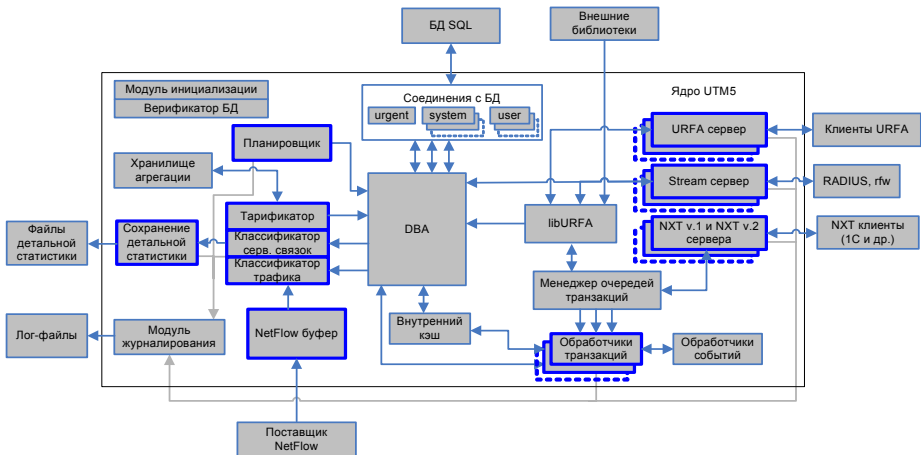 БД SQL
Внешние
библиотеки
Модуль инициализации
Верификатор БД
Соединения с БД
urgent
system
user
Ядро UTM5
URFA сервер
Клиенты URFA
Планировщик
Хранилище
агрегации
Stream сервер
RADIUS, rfw
DBA
libURFA
Тарификатор
Файлы
детальной
статистики
Сохранение
детальной
статистики
Классификатор
серв. связок
Классификатор
трафика
NXT v.1 и NXT v.2
сервера
NXT клиенты
(1С и др.)
Менеджер очередей
транзакций
Лог-файлы
Модуль
журналирования
NetFlow буфер
Внутренний
кэш
Обработчики
транзакций
Обработчики
событий
Поставщик
NetFlow